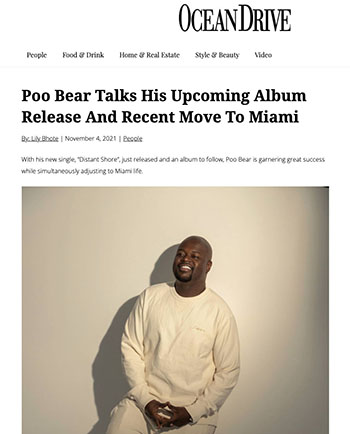 OCEAN DRIVE
People Food & Drink Home & Real Estate Style & Beauty Video
Poo Bear Talks His Upcoming Album
Release And Recent Move To Miami
By: Lily Bhote | November 4, 2021 | People
With his new single, "Distant Shore", just released and an album to follow, Poo Bear is garnering great success
while simultaneously adjusting to Miami life.